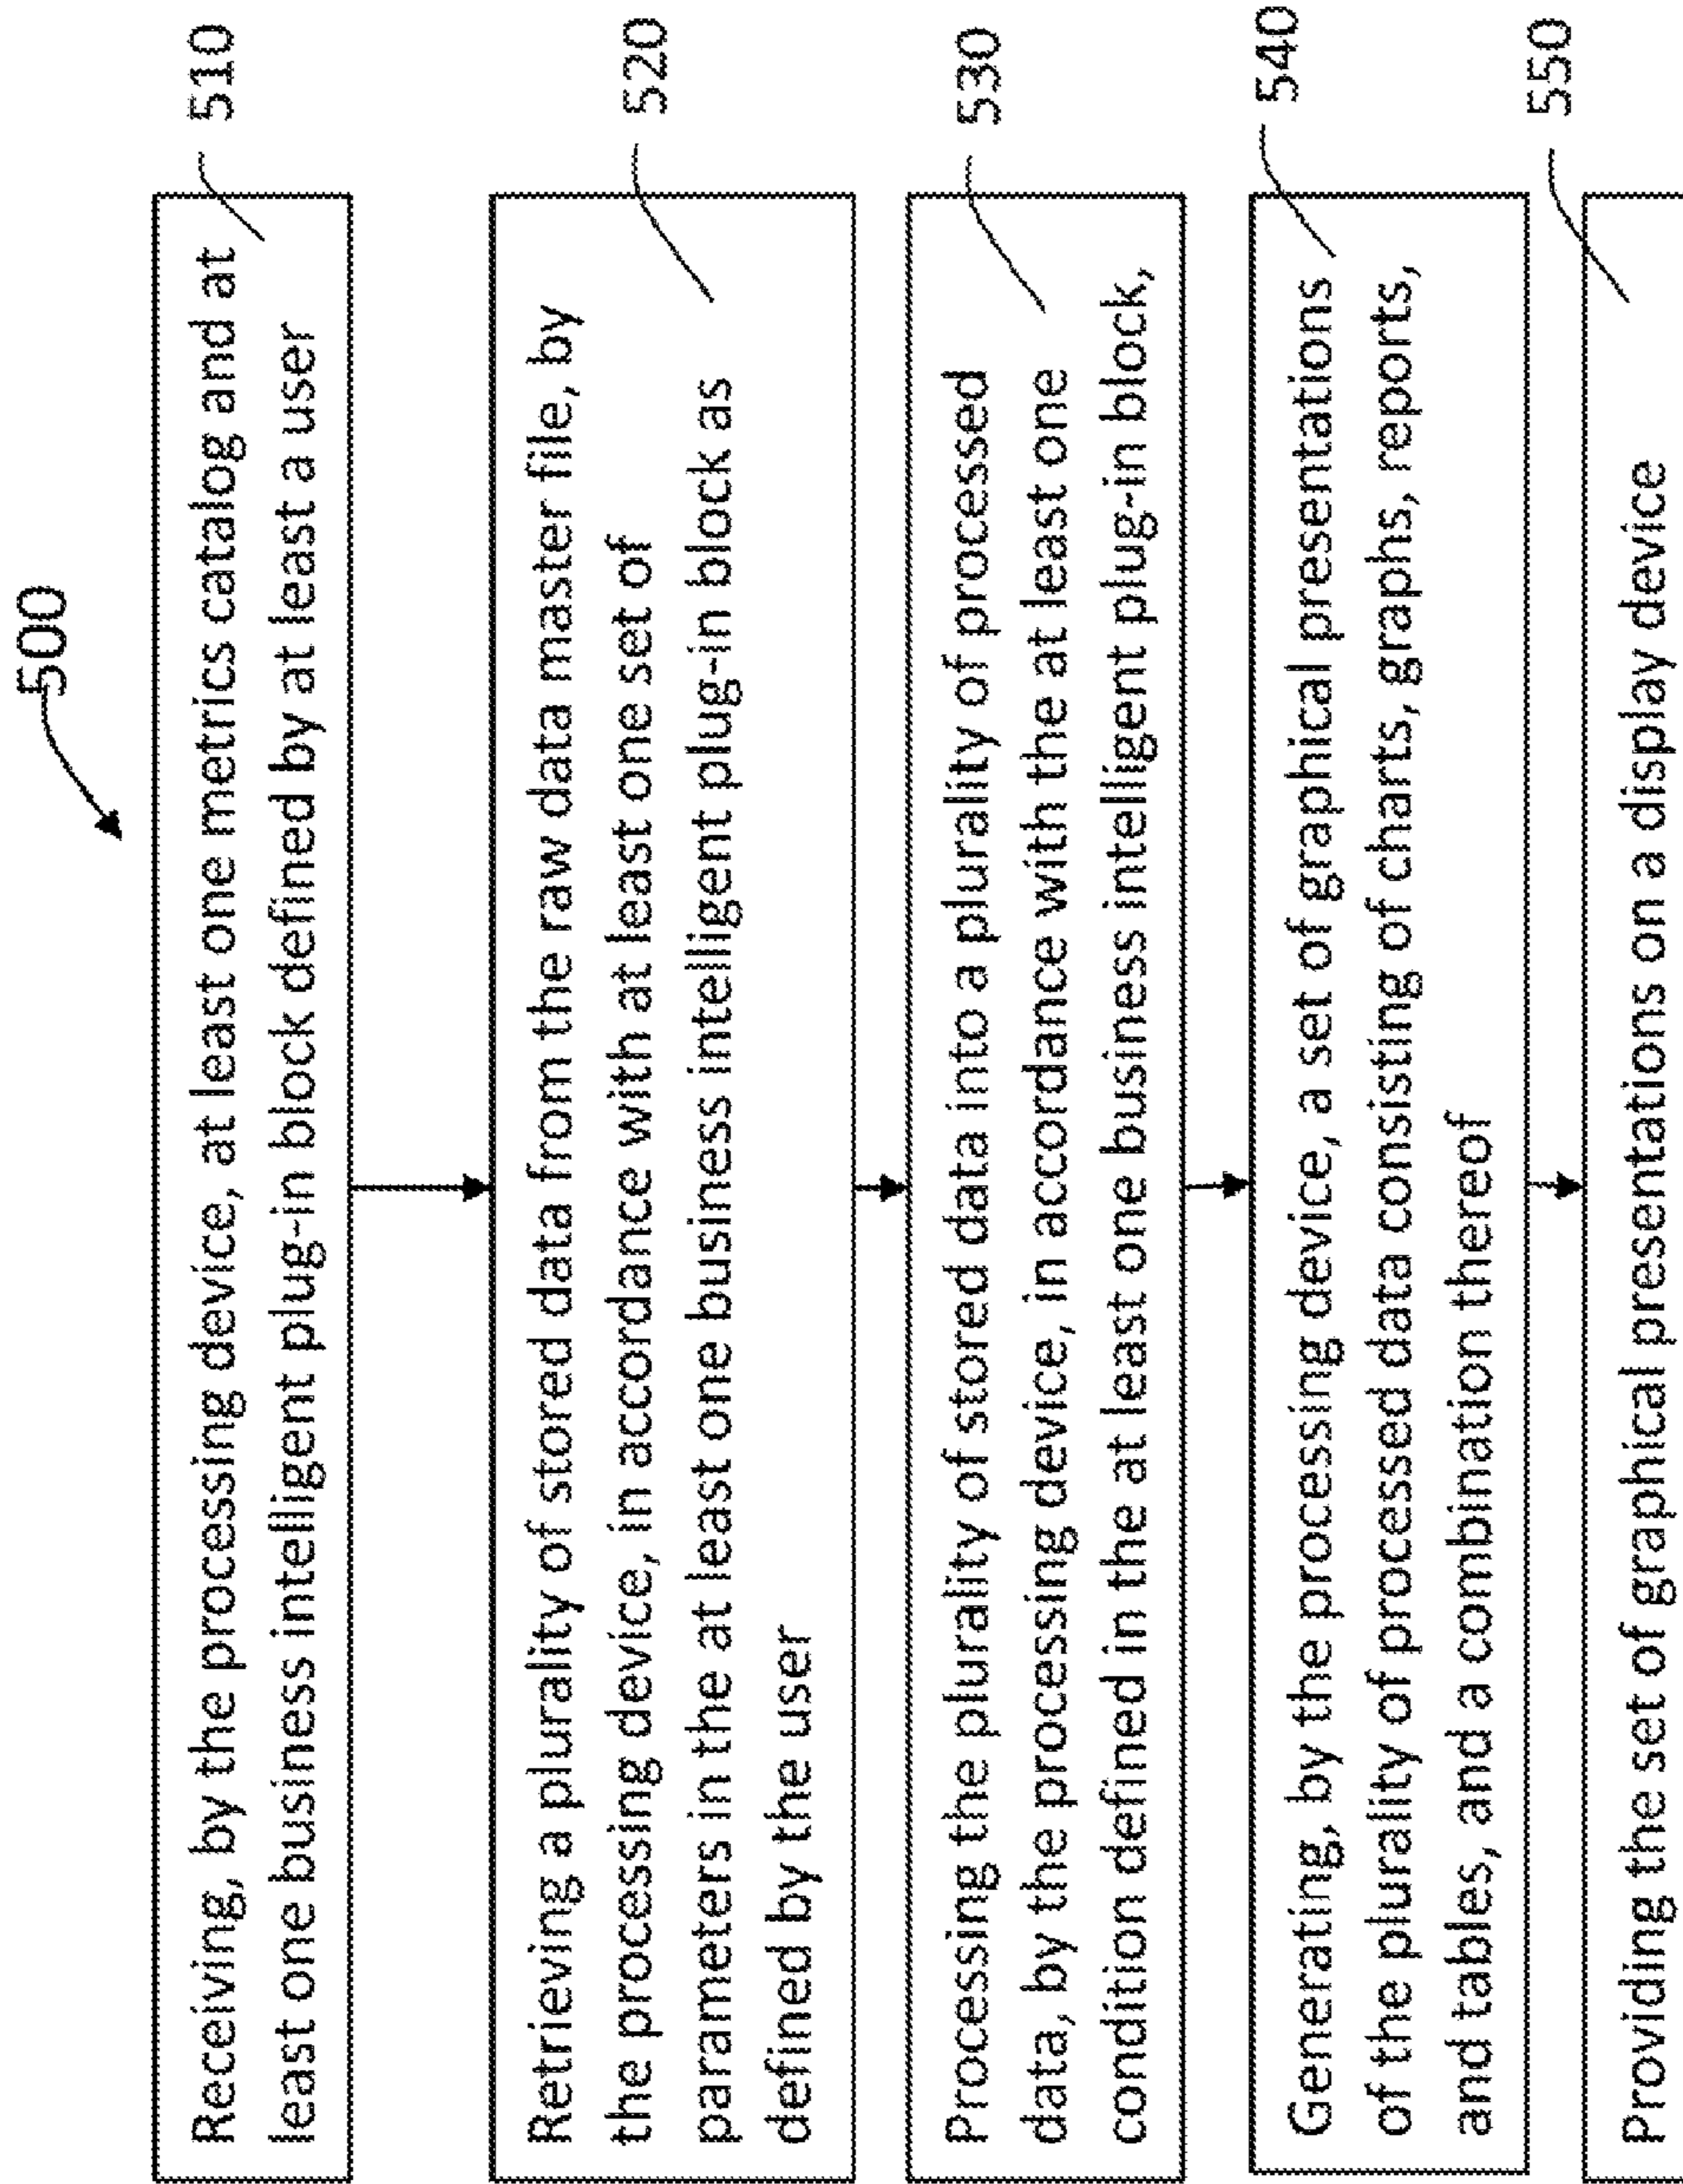 500
Receiving, by the processing device, at least one metrics catalog and at
least one business intelligent plug-in block defined by at least a user
510
Retrieving a plurality of stored data from the raw data master file, by
the processing device, in accordance with at least one set of
parameters in the at least one business intelligent plug-in block as
defined by the user
520
Processing the plurality of stored data into a plurality of processed
data, by the processing device, in accordance with the at least one
condition defined in the at least one business intelligent plug-in block,
530
Generating, by the processing device, a set of graphical presentations
of the plurality of processed data consisting of charts, graphs, reports,
and tables, and a combination thereof
540
Providing the set of graphical presentations on a display device
550